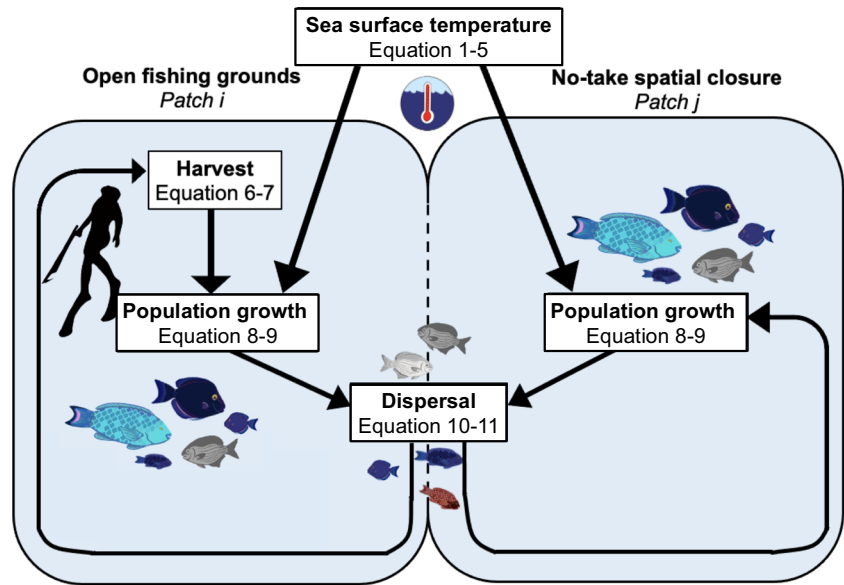 Sea surface temperature
Equation 1-5
Open fishing grounds
Patch i
No-take spatial closure
Patch j
Harvest
Equation 6-7
Population growth
Equation 8-9
Population growth
Equation 8-9
Dispersal
Equation 10-11